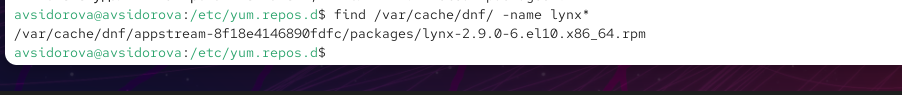 avsidorova@avsidorova:/etc/yum.repos.d$ find /var/cache/dnf/ -name lynx*
/var/cache/dnf/appstream-8f18e4146890fdfc/packages/lynx-2.9.0-6.el10.x86_64.rpm
avsidorova@avsidorova:/etc/yum.repos.d$